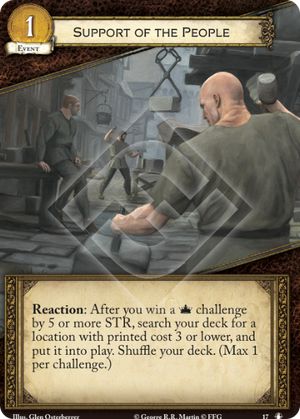 1
Event
Support of the People
Reaction: After you win a challenge
by 5 or more STR, search your deck for a
location with printed cost 3 or lower, and
put it into play. Shuffle your deck. (Max 1
per challenge.)
Illus. Glen Osterberger
© George R.R. Martin © FFG
17